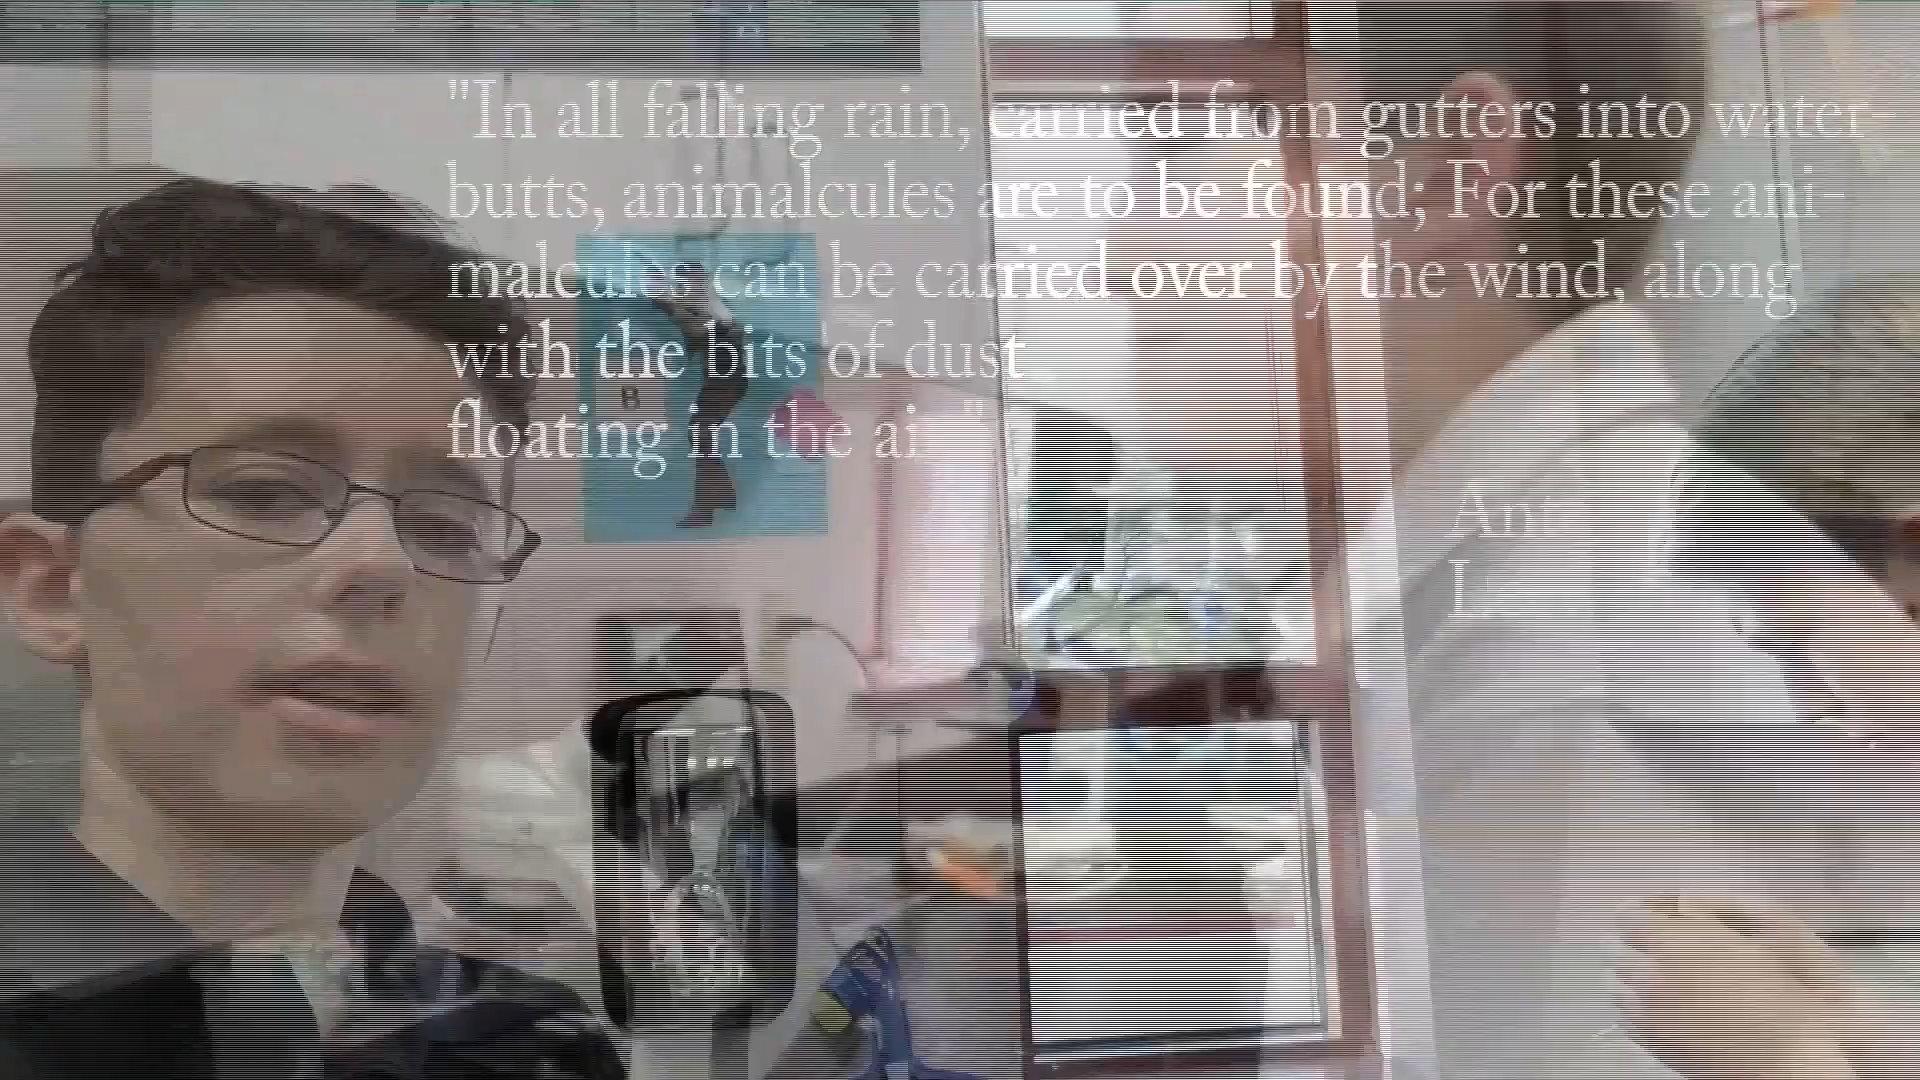 "In all falling rain, carried from gutters into water-
butts, animalcules are to be found; For these ani-
malcules can be carried over by the wind, along
with the bits of dust
floating in the air."
B